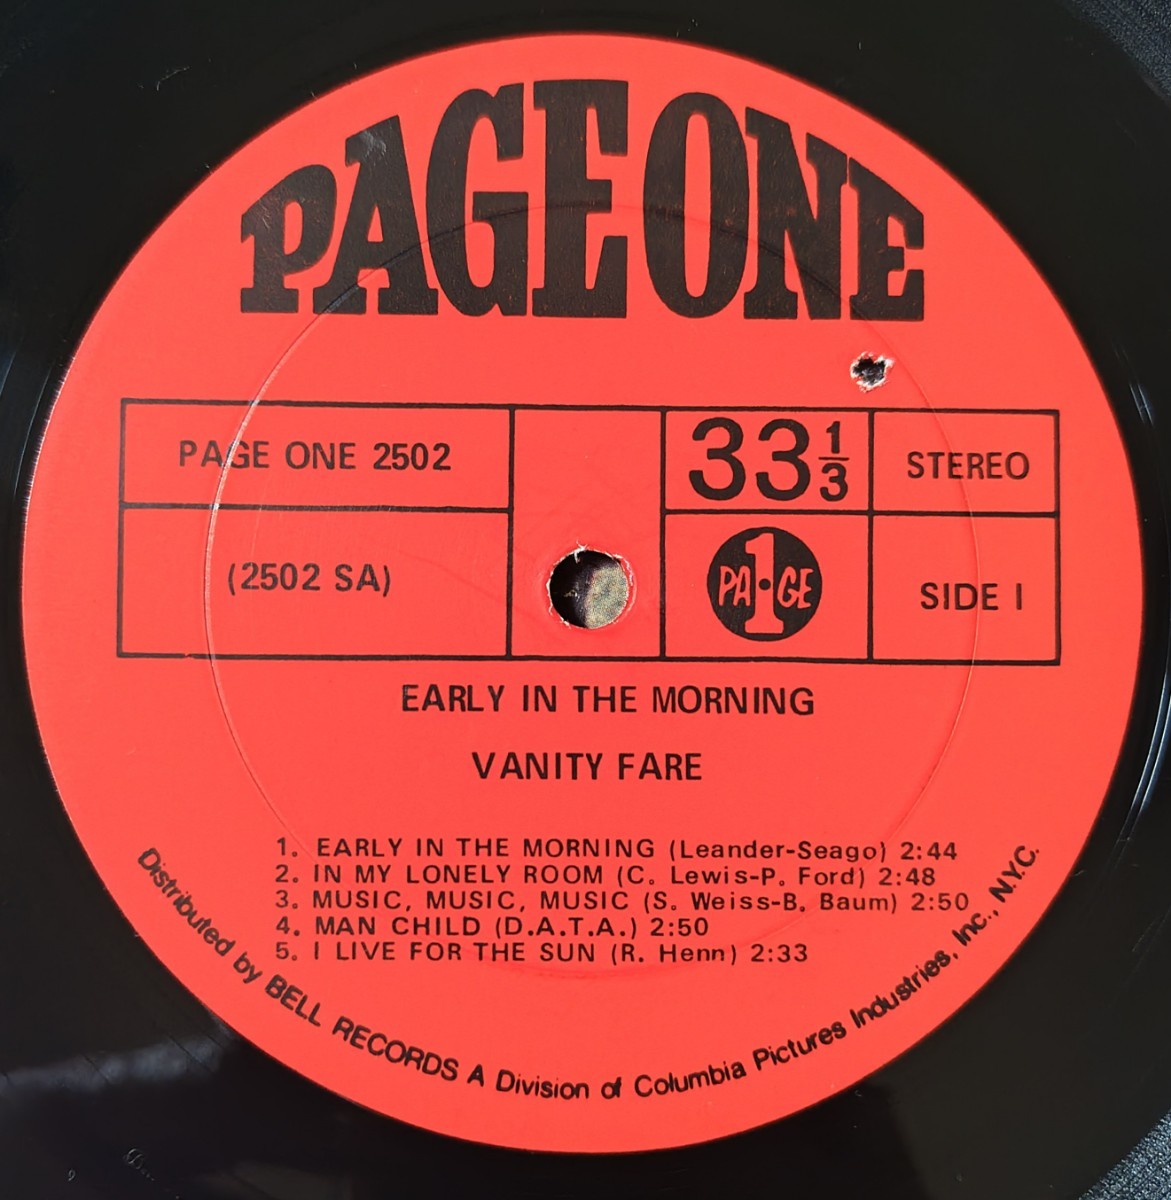 PAGE ONE
PAGE ONE 2502
33 1/3
STEREO
(2502 SA)
PA1GE
SIDE I
EARLY IN THE MORNING
VANITY FARE
1. EARLY IN THE MORNING (Leander-Seago) 2:44
2. IN MY LONELY ROOM (C. Lewis-P. Ford) 2:48
3. MUSIC, MUSIC, MUSIC (S. Weiss-B. Baum) 2:50
4. MAN CHILD (D.A.T.A.) 2:50
5. I LIVE FOR THE SUN (R. Henn) 2:33
Distributed by BELL RECORDS A Division of Columbia Pictures Industries, Inc., N.Y.C.